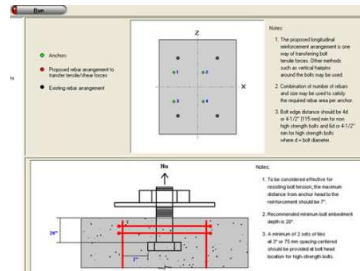 Z
Notes:
Anchors
Proposed rebar arrangement to
transfer tensile/shear forces
Existing rebar arrangement
1
2
3
4
X
1. The proposed longitudinal
reinforcement arrangement is one
way of transferring bolt
tensile forces. Other methods
such as vertical hairpins
around the bolts may be used.
2. Combination of number of rebars
and size may be used to satisfy
the required rebar area per anchor.
3. Bolt edge distance should be 4d
or 4-1/2" (115 mm) min for non
high strength bolts and 6d or 4-1/2"
min for high strength bolts
where d = bolt diameter.
Nu
Notes:
1. To be considered effective for
resisting bolt tension, the maximum
distance from anchor head to the
reinforcement should be 7".
2. Recommended minimum bolt embedment
depth is 20".
3. A minimum of 2 sets of ties
at 3" or 75 mm spacing centered
should be provided at bolt head
location for high-strength bolts.
20"
7"